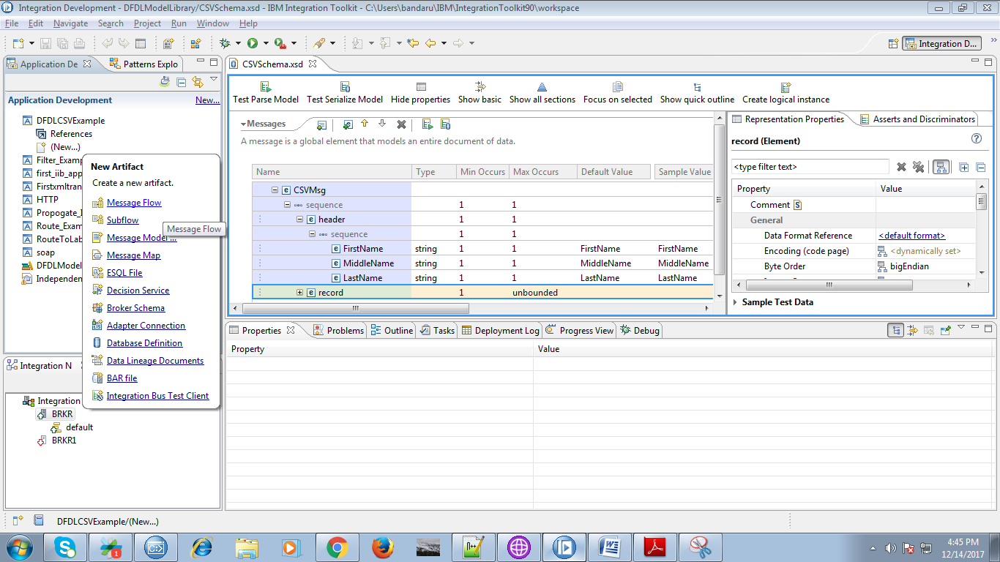 Integration Development - DFDLModelLibrary/CSVSchema.xsd - IBM Integration Toolkit - C:\Users\bandaru\IBM\IntegrationToolkit90\workspace
File Edit Navigate Search Project Run Window Help
Integration D...
Application De
Patterns Explo
Application Development New...
DFDLCSVExample
References
(New...)
Filter_Examp
first_iib_app
Firstxmltran
HTTP
Route_Exam
RouteToLab
soap
DFDLModel
Independen
New Artifact
Create a new artifact.
Message Flow
Subflow
Message Flow
Message Model ...
Message Map
ESQL File
Decision Service
Broker Schema
Adapter Connection
Database Definition
Data Lineage Documents
BAR file
Integration Bus Test Client
Integration N
Integration
BRKR
default
BRKR1
CSVSchema.xsd
Test Parse Model Test Serialize Model Hide properties Show basic Show all sections Focus on selected Show quick outline Create logical instance
Messages
A message is a global element that models an entire document of data.
Name Type Min Occurs Max Occurs Default Value Sample Value
CSVMsg
sequence 1 1
header 1 1
sequence 1 1
FirstName string 1 1 FirstName FirstName
MiddleName string 1 1 MiddleName MiddleName
LastName string 1 1 LastName LastName
record 1 unbounded
Representation Properties Asserts and Discriminators
record (Element)
<type filter text>
Property Value
Comment
General
Data Format Reference <default format>
Encoding (code page) <dynamically set>
Byte Order bigEndian
Sample Test Data
Properties Problems Outline Tasks Deployment Log Progress View Debug
Property Value
DFDLCSVExample/(New...)
4:45 PM
12/14/2017